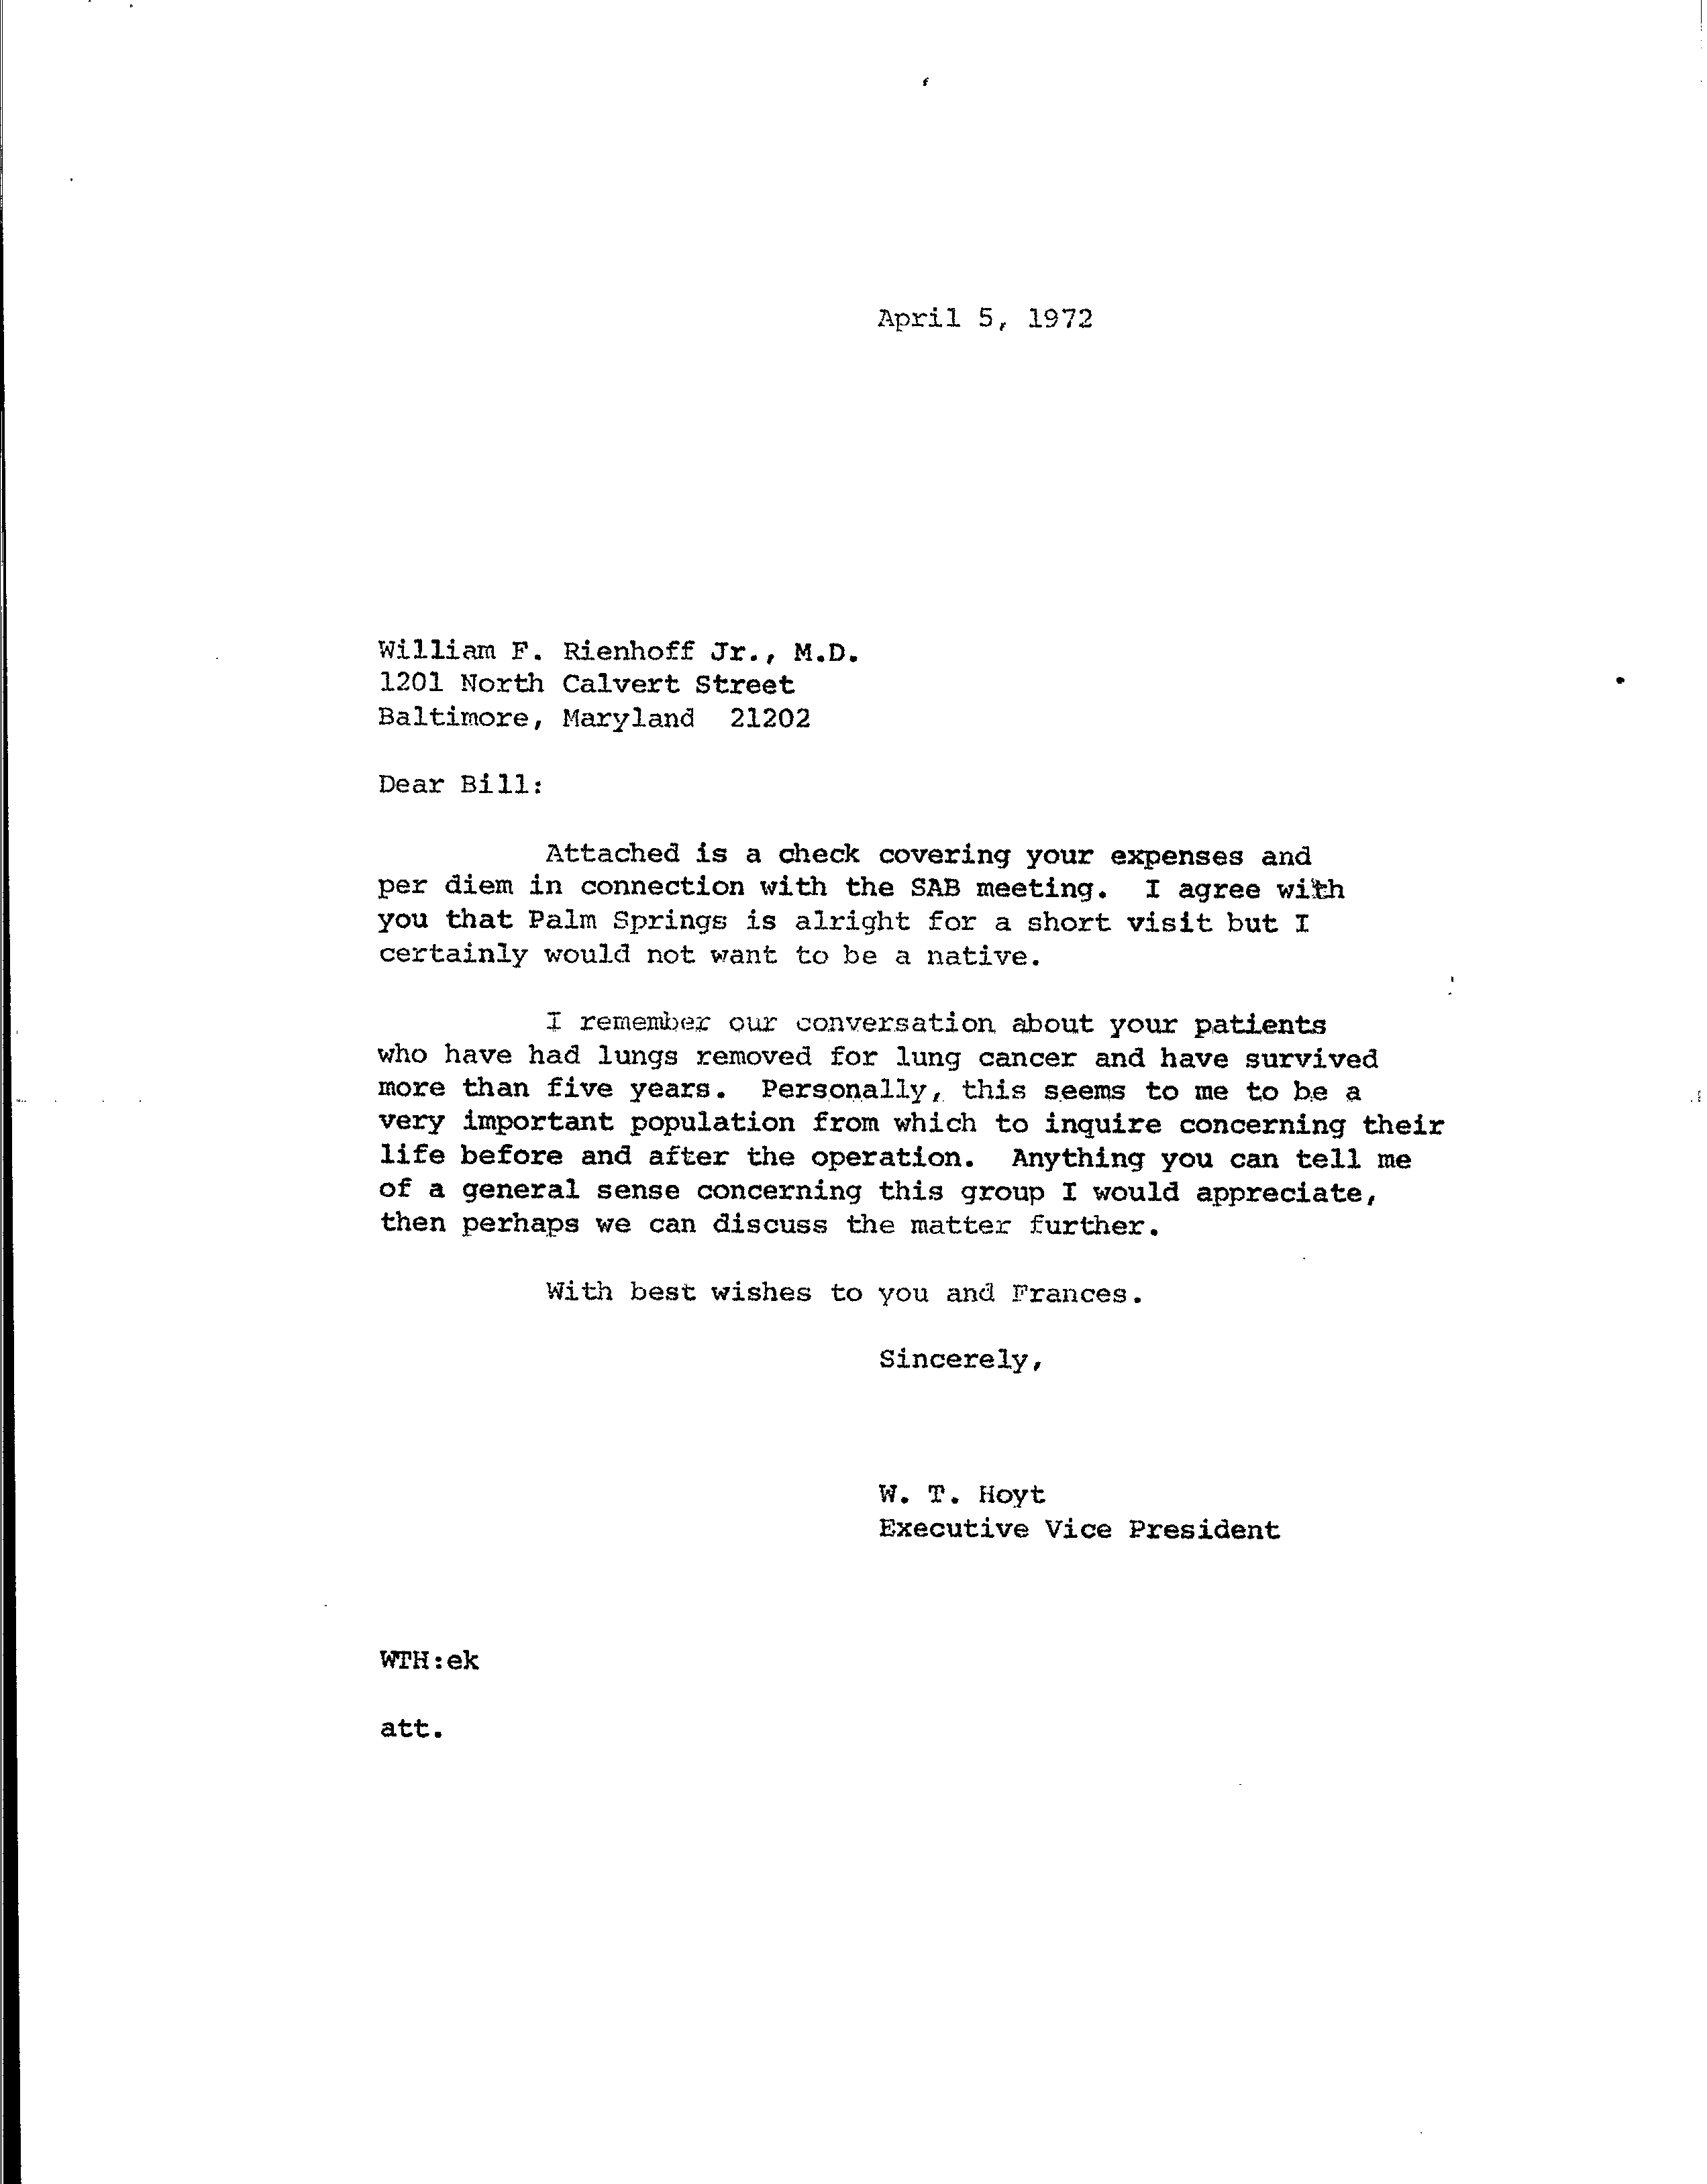 April 5, 1972
William F. Rienhoff Jr., M.D.
1201 North Calvert Street
Baltimore, Maryland 21202
Dear Bill:
Attached is a check covering your expenses and
per diem in connection with the SAB meeting. I agree with
you that Palm Springs is alright for a short visit but I
certainly would not want to be a native.
I remember our conversation about your patients
who have had lungs removed for lung cancer and have survived
more than five years. Personally, this seems to me to be a
very important population from which to inquire concerning their
life before and after the operation. Anything you can tell me
of a general sense concerning this group I would appreciate,
then perhaps we can discuss the matter further.
With best wishes to you and Frances.
Sincerely,
W. T. Hoyt
Executive Vice President
WTH:ek
att.